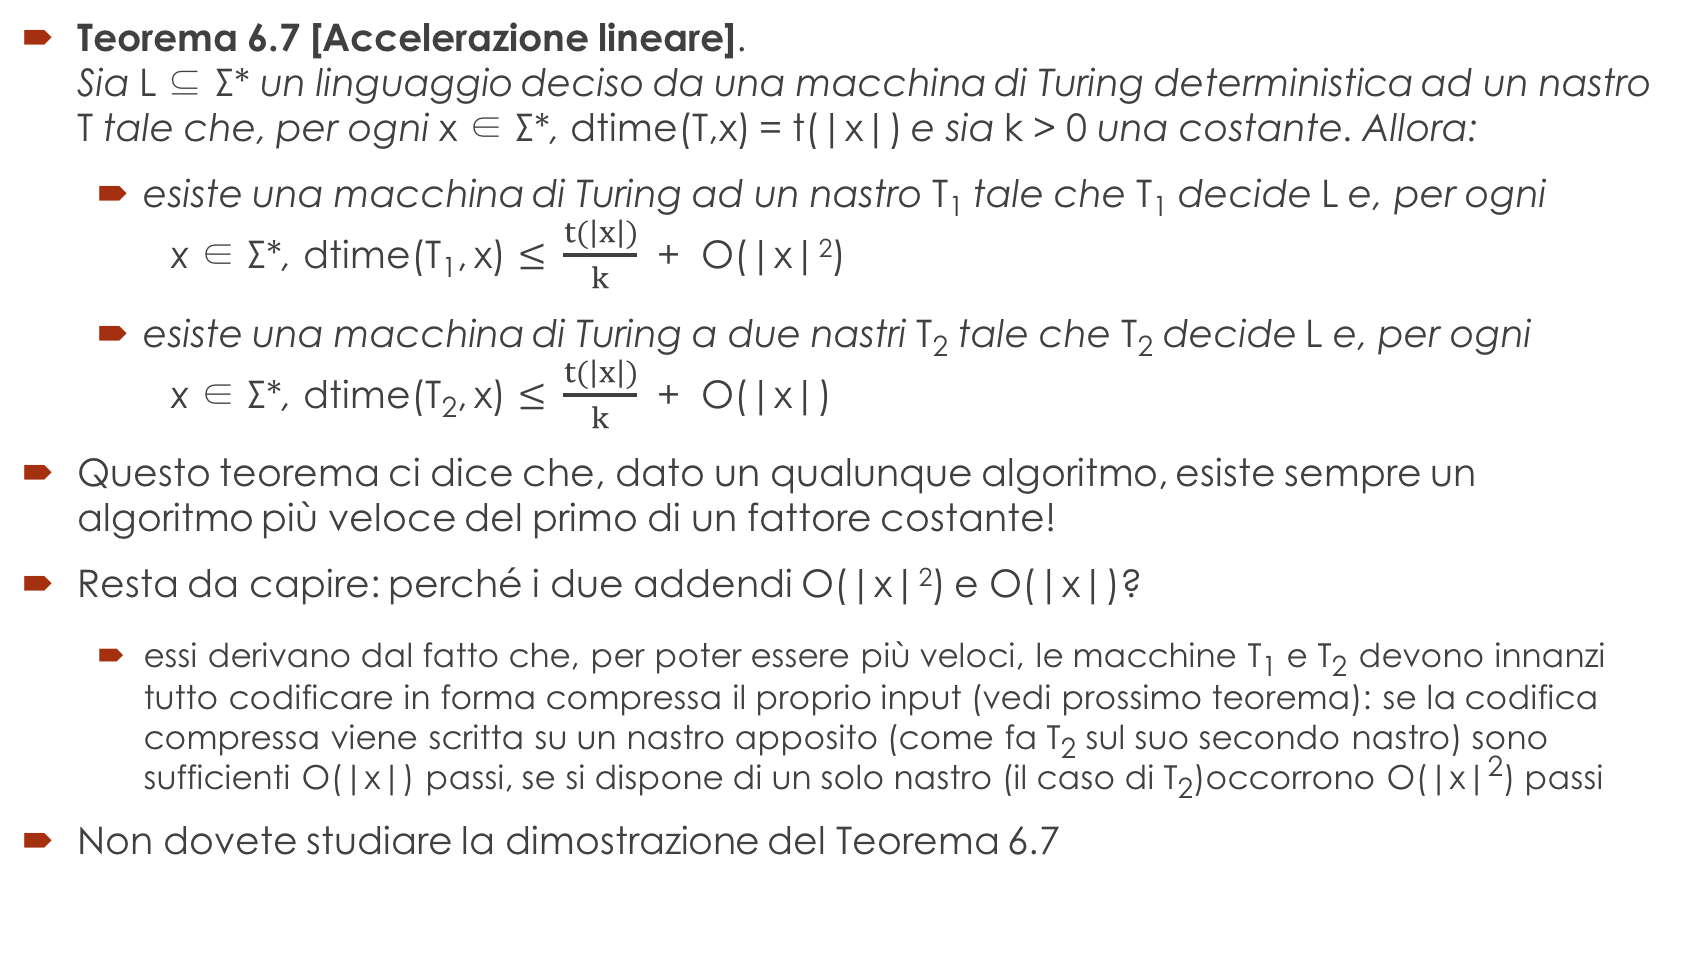 Teorema 6.7 [Accelerazione lineare].
Sia L ⊆ Σ* un linguaggio deciso da una macchina di Turing deterministica ad un nastro
T tale che, per ogni x ∈ Σ*, dtime(T,x) = t(|x|) e sia k > 0 una costante. Allora:
esiste una macchina di Turing ad un nastro T₁ tale che T₁ decide L e, per ogni
x ∈ Σ*, dtime(T₁, x) ≤ t(|x|)/k + O(|x|²)
esiste una macchina di Turing a due nastri T₂ tale che T₂ decide L e, per ogni
x ∈ Σ*, dtime(T₂, x) ≤ t(|x|)/k + O(|x|)
Questo teorema ci dice che, dato un qualunque algoritmo, esiste sempre un
algoritmo più veloce del primo di un fattore costante!
Resta da capire: perché i due addendi O(|x|²) e O(|x|)?
essi derivano dal fatto che, per poter essere più veloci, le macchine T₁ e T₂ devono innanzi
tutto codificare in forma compressa il proprio input (vedi prossimo teorema): se la codifica
compressa viene scritta su un nastro apposito (come fa T₂ sul suo secondo nastro) sono
sufficienti O(|x|) passi, se si dispone di un solo nastro (il caso di T₂)occorrono O(|x|²) passi
Non dovete studiare la dimostrazione del Teorema 6.7